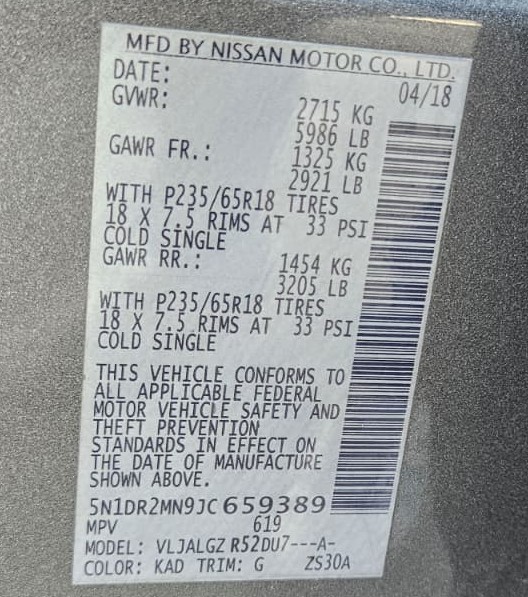 MFD BY NISSAN MOTOR CO., LTD.
DATE: 04/18
GVWR: 2715 KG
5986 LB
GAWR FR.: 1325 KG
2921 LB
WITH P235/65R18 TIRES
18 X 7.5 RIMS AT 33 PSI
COLD SINGLE
GAWR RR.: 1454 KG
3205 LB
WITH P235/65R18 TIRES
18 X 7.5 RIMS AT 33 PSI
COLD SINGLE
THIS VEHICLE CONFORMS TO
ALL APPLICABLE FEDERAL
MOTOR VEHICLE SAFETY AND
THEFT PREVENTION
STANDARDS IN EFFECT ON
THE DATE OF MANUFACTURE
SHOWN ABOVE.
5N1DR2MN9JC659389
MPV 619
MODEL: VLJALGZ R52DU7---A-
COLOR: KAD TRIM: G ZS30A